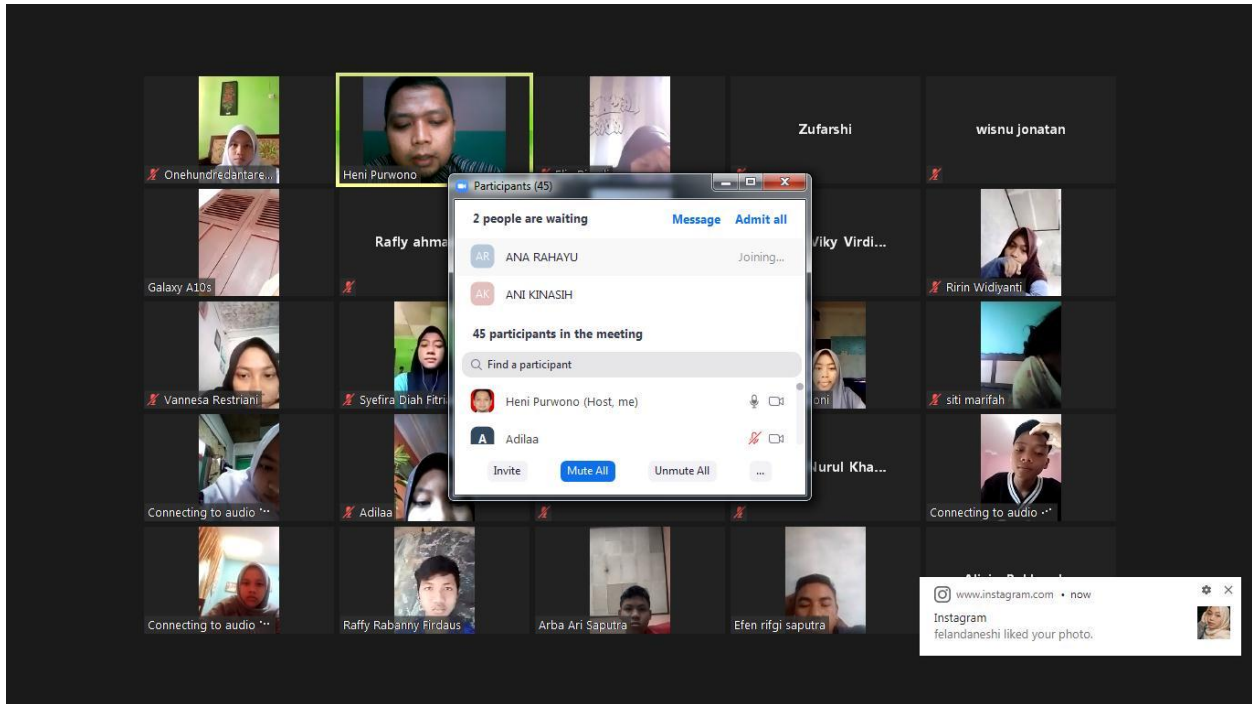 Onehundredantare...
Heni Purwono
Zufarshi
wisnu jonatan
Galaxy A10s
Rafly ahma
Viky Virdi...
Ririn Widiyanti
Vannesa Restriani
Syefira Diah Fitri
oni
siti marifah
Connecting to audio
Adilaa
Nurul Kha...
Connecting to audio
Connecting to audio
Raffy Rabanny Firdaus
Arba Ari Saputra
Efen rifgi saputra
Participants (45)
2 people are waiting
Message
Admit all
AR
ANA RAHAYU
Joining...
AK
ANI KINASIH
45 participants in the meeting
Find a participant
Heni Purwono (Host, me)
A
Adilaa
Invite
Mute All
Unmute All
...
www.instagram.com • now
Instagram
felandaneshi liked your photo.